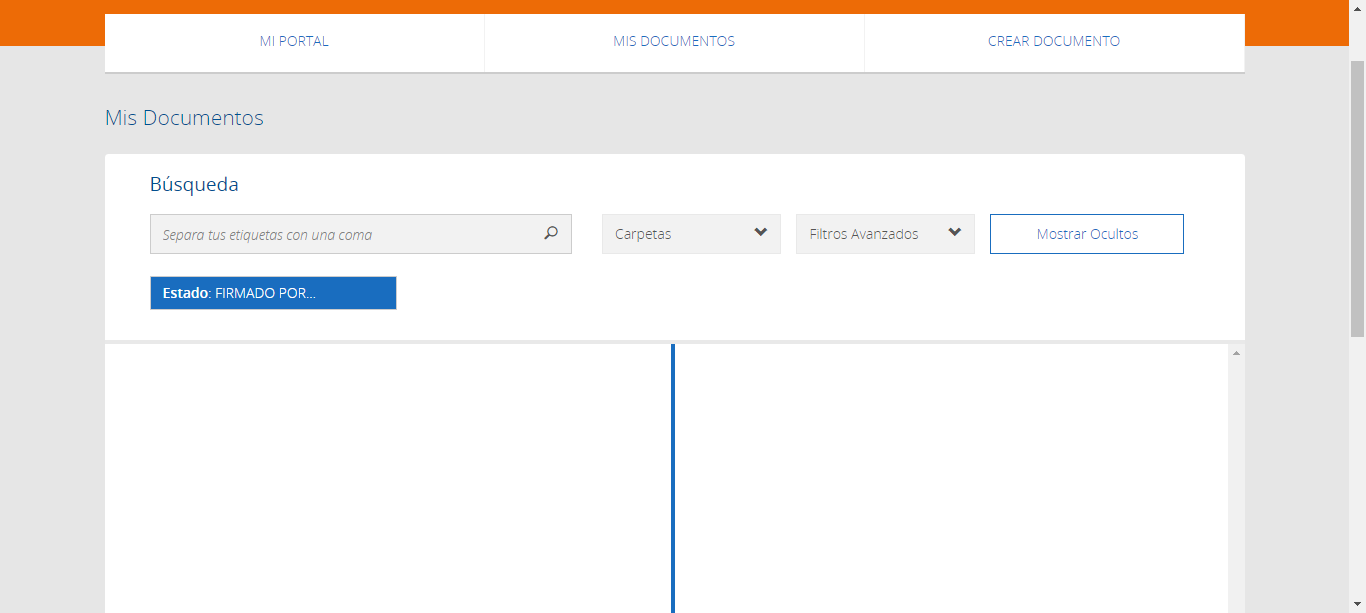 MI PORTAL
MIS DOCUMENTOS
CREAR DOCUMENTO
Mis Documentos
Búsqueda
Separa tus etiquetas con una coma
Carpetas
Filtros Avanzados
Mostrar Ocultos
Estado: FIRMADO POR...